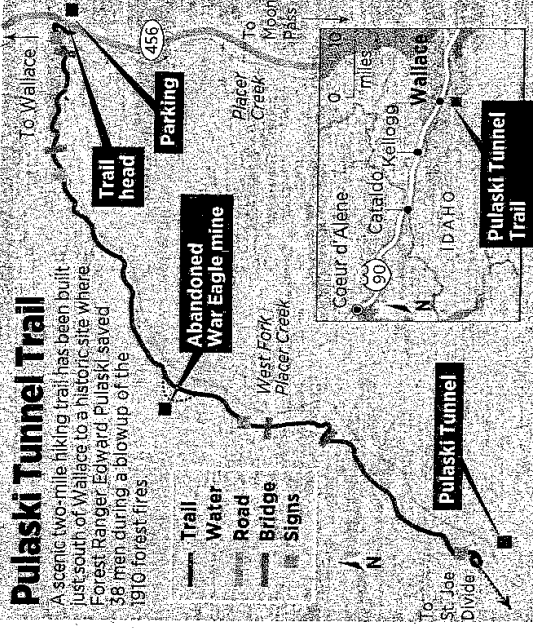 Pulaski Tunnel Trail
A scenic two-mile hiking trail has been built
just south of Wallace to a historic site where
Forest Ranger Edward Pulaski saved
38 men during a blowup of the
1910 forest fires
Trail
Water
Road
Bridge
Signs
N
To Wallace
456
To
Moon
Pass
Parking
Trail
head
Placer
Creek
Abandoned
War Eagle mine
West Fork
Placer Creek
Pulaski Tunnel
To
St. Joe
Divide
0
10
miles
Coeur d'Alene
90
Cataldo
Kellogg
Wallace
IDAHO
N
Pulaski Tunnel
Trail